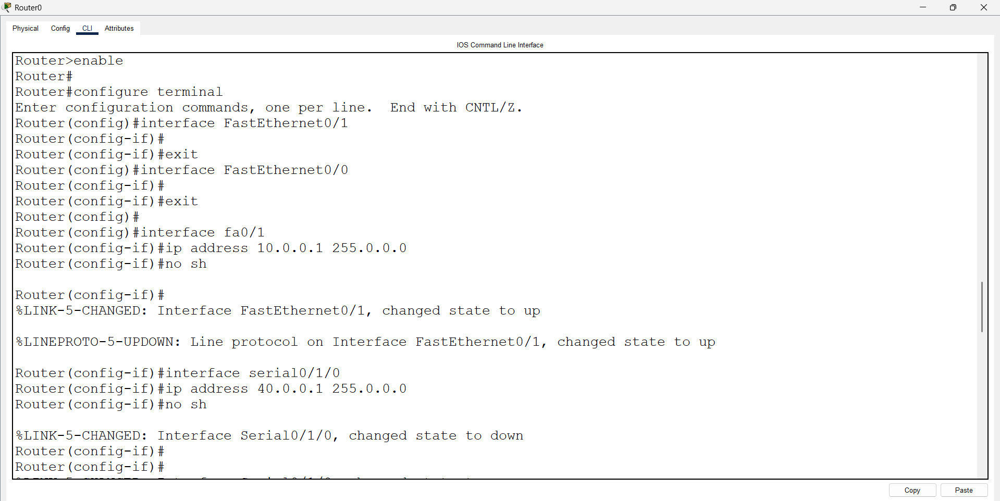 Router0
Physical Config CLI Attributes
IOS Command Line Interface
Router>enable
Router#
Router#configure terminal
Enter configuration commands, one per line.  End with CNTL/Z.
Router(config)#interface FastEthernet0/1
Router(config-if)#
Router(config-if)#exit
Router(config)#interface FastEthernet0/0
Router(config-if)#
Router(config-if)#exit
Router(config)#
Router(config)#interface fa0/1
Router(config-if)#ip address 10.0.0.1 255.0.0.0
Router(config-if)#no sh
Router(config-if)#
%LINK-5-CHANGED: Interface FastEthernet0/1, changed state to up
%LINEPROTO-5-UPDOWN: Line protocol on Interface FastEthernet0/1, changed state to up
Router(config-if)#interface serial0/1/0
Router(config-if)#ip address 40.0.0.1 255.0.0.0
Router(config-if)#no sh
%LINK-5-CHANGED: Interface Serial0/1/0, changed state to down
Router(config-if)#
Router(config-if)#
Copy Paste